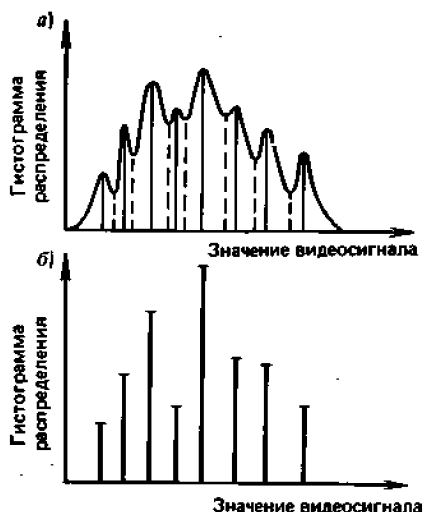 а)
Гистограмма
распределения
Значение видеосигнала
б)
Гистограмма
распределения
Значение видеосигнала